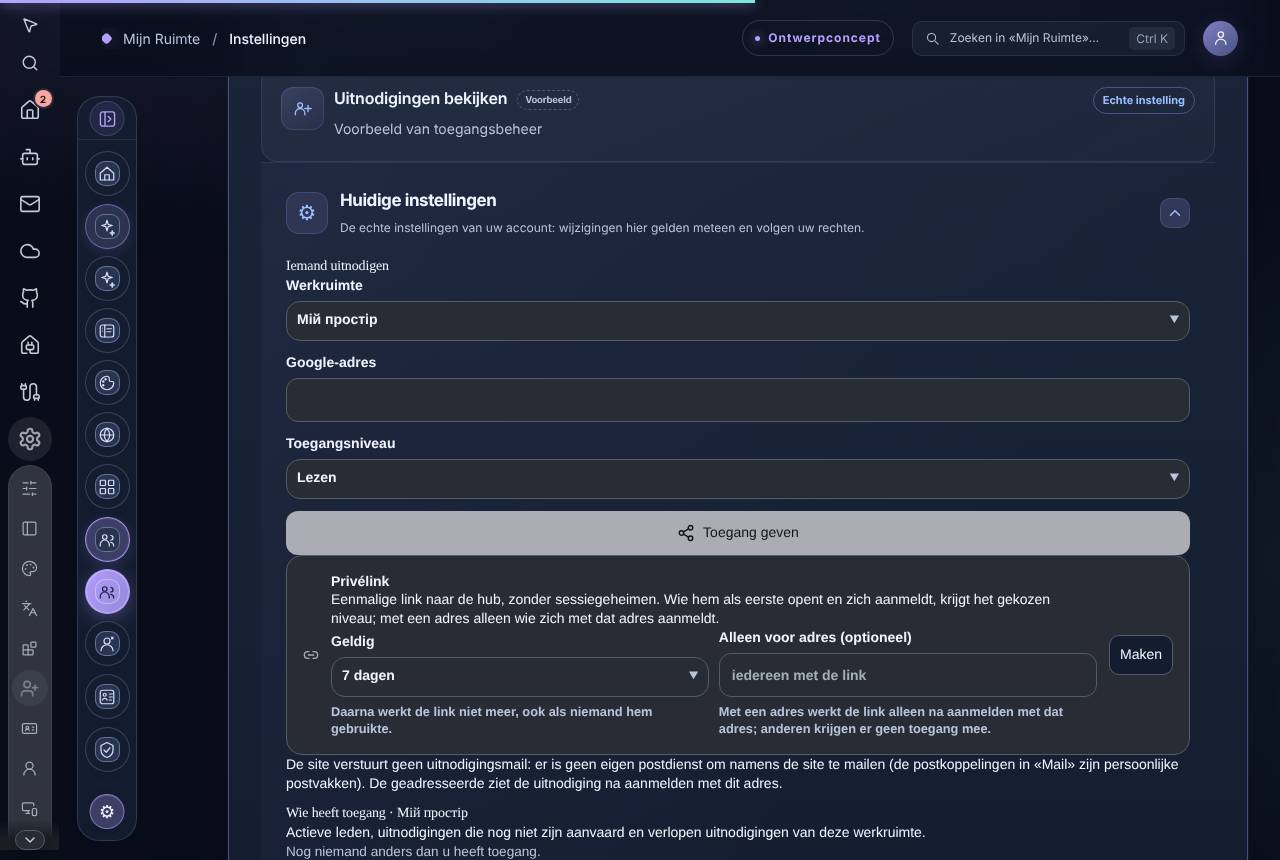 Mijn Ruimte / Instellingen
Ontwerpconcept
Zoeken in «Mijn Ruimte»...
Ctrl K
2
Uitnodigingen bekijken
Voorbeeld
Echte instelling
Voorbeeld van toegangsbeheer
Huidige instellingen
De echte instellingen van uw account: wijzigingen hier gelden meteen en volgen uw rechten.
Iemand uitnodigen
Werkruimte
Мій простір
Google-adres
Toegangsniveau
Lezen
Toegang geven
Privélink
Eenmalige link naar de hub, zonder sessiegeheimen. Wie hem als eerste opent en zich aanmeldt, krijgt het gekozen
niveau; met een adres alleen wie zich met dat adres aanmeldt.
Geldig
Alleen voor adres (optioneel)
7 dagen
iedereen met de link
Maken
Daarna werkt de link niet meer, ook als niemand hem
gebruikte.
Met een adres werkt de link alleen na aanmelden met dat
adres; anderen krijgen er geen toegang mee.
De site verstuurt geen uitnodigingsmail: er is geen eigen postdienst om namens de site te mailen (de postkoppelingen in «Mail» zijn persoonlijke
postvakken). De geadresseerde ziet de uitnodiging na aanmelden met dit adres.
Wie heeft toegang · Мій простір
Actieve leden, uitnodigingen die nog niet zijn aanvaard en verlopen uitnodigingen van deze werkruimte.
Nog niemand anders dan u heeft toegang.